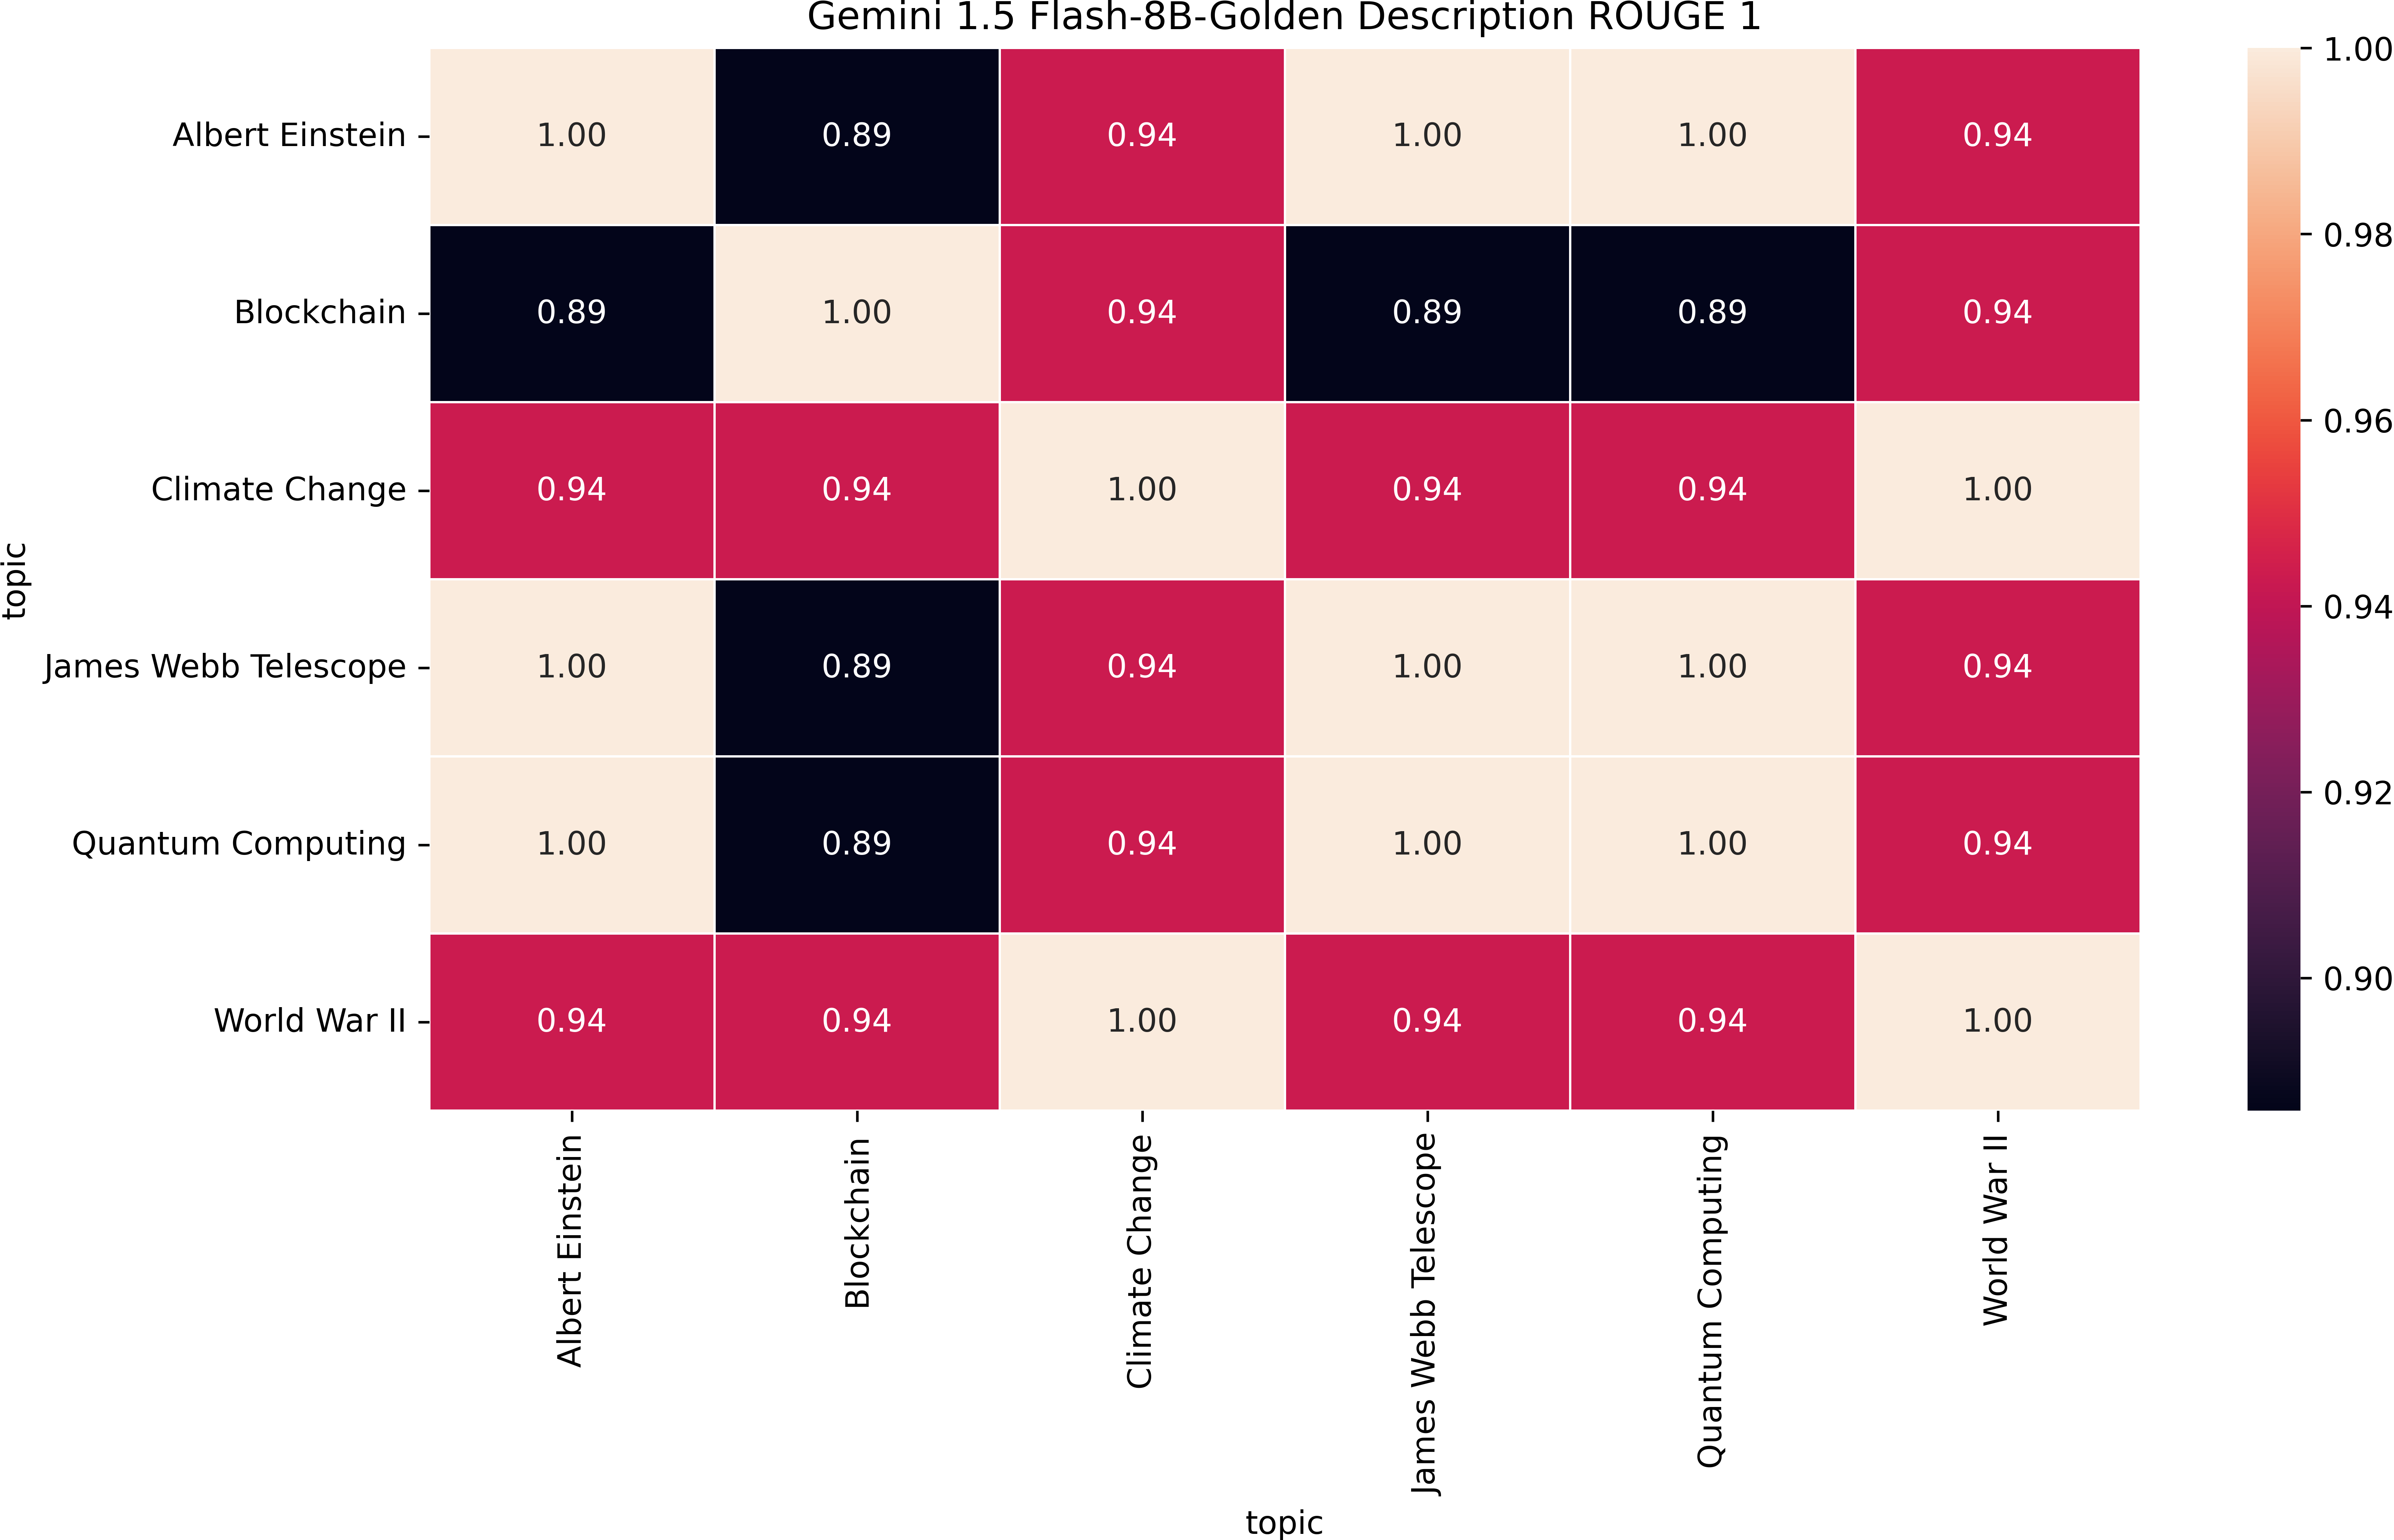 Gemini 1.5 Flash-8B-Golden Description ROUGE 1
Albert Einstein 1.00 0.89 0.94 1.00 1.00 0.94
Blockchain 0.89 1.00 0.94 0.89 0.89 0.94
Climate Change 0.94 0.94 1.00 0.94 0.94 1.00
James Webb Telescope 1.00 0.89 0.94 1.00 1.00 0.94
Quantum Computing 1.00 0.89 0.94 1.00 1.00 0.94
World War II 0.94 0.94 1.00 0.94 0.94 1.00
topic
Albert Einstein
Blockchain
Climate Change
James Webb Telescope
Quantum Computing
World War II
topic
1.00
0.98
0.96
0.94
0.92
0.90